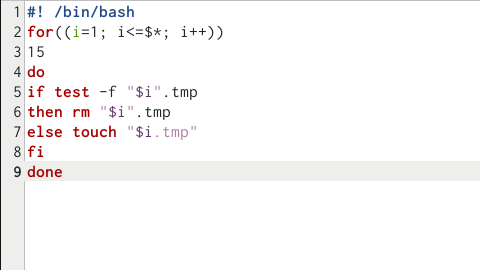 1 #! /bin/bash
2 for((i=1; i<=$*; i++))
3 15
4 do
5 if test -f "$i".tmp
6 then rm "$i".tmp
7 else touch "$i.tmp"
8 fi
9 done